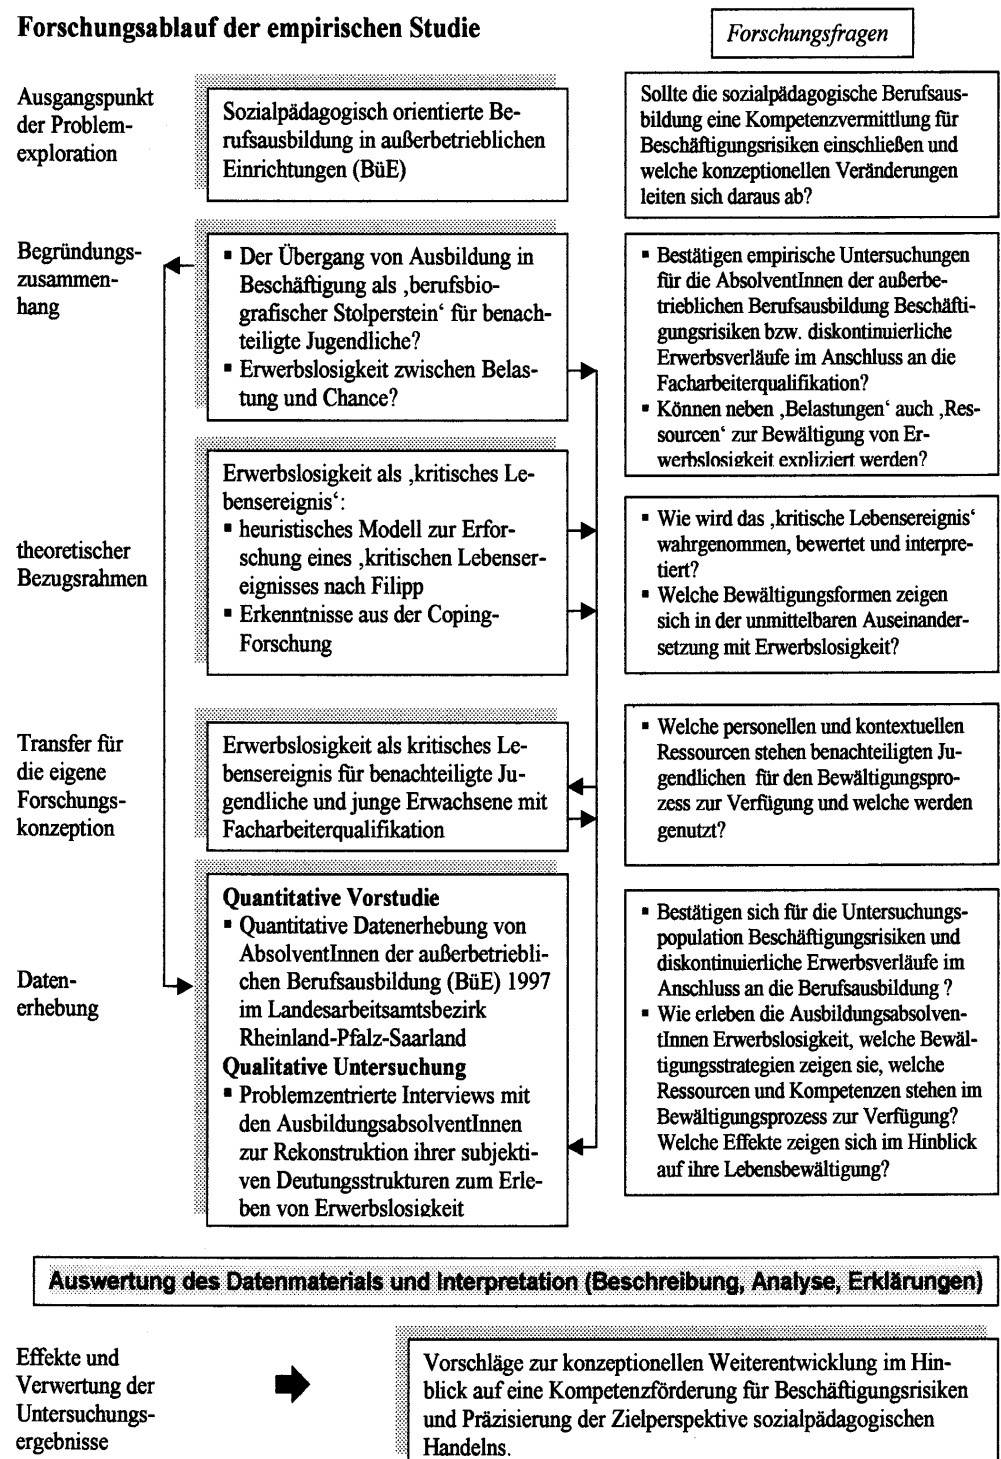 Forschungsablauf der empirischen Studie
Forschungsfragen
Ausgangspunkt
der Problem-
exploration
Sozialpädagogisch orientierte Be-
rufsausbildung in außerbetrieblichen
Einrichtungen (BüE)
Sollte die sozialpädagogische Berufsaus-
bildung eine Kompetenzvermittlung für
Beschäftigungsrisiken einschließen und
welche konzeptionellen Veränderungen
leiten sich daraus ab?
Begründungs-
zusammen-
hang
▪ Der Übergang von Ausbildung in
Beschäftigung als ‚berufsbio-
grafischer Stolperstein‘ für benach-
teiligte Jugendliche?
▪ Erwerbslosigkeit zwischen Belas-
tung und Chance?
▪ Bestätigen empirische Untersuchungen
für die AbsolventInnen der außerbe-
trieblichen Berufsausbildung Beschäfti-
gungsrisiken bzw. diskontinuierliche
Erwerbsverläufe im Anschluss an die
Facharbeiterqualifikation?
▪ Können neben ‚Belastungen‘ auch ‚Res-
sourcen‘ zur Bewältigung von Er-
werbslosigkeit expliziert werden?
theoretischer
Bezugsrahmen
Erwerbslosigkeit als ‚kritisches Le-
bensereignis‘:
▪ heuristisches Modell zur Erfor-
schung eines ‚kritischen Lebenser-
eignisses nach Filipp
▪ Erkenntnisse aus der Coping-
Forschung
▪ Wie wird das ‚kritische Lebensereignis‘
wahrgenommen, bewertet und interpre-
tiert?
▪ Welche Bewältigungsformen zeigen
sich in der unmittelbaren Auseinander-
setzung mit Erwerbslosigkeit?
Transfer für
die eigene
Forschungs-
konzeption
Erwerbslosigkeit als kritisches Le-
bensereignis für benachteiligte Ju-
gendliche und junge Erwachsene mit
Facharbeiterqualifikation
▪ Welche personellen und kontextuellen
Ressourcen stehen benachteiligten Ju-
gendlichen für den Bewältigungspro-
zess zur Verfügung und welche werden
genutzt?
Daten-
erhebung
Quantitative Vorstudie
▪ Quantitative Datenerhebung von
AbsolventInnen der außerbetriebli-
chen Berufsausbildung (BüE) 1997
im Landesarbeitsamtsbezirk
Rheinland-Pfalz-Saarland
Qualitative Untersuchung
▪ Problemzentrierte Interviews mit
den AusbildungsabsolventInnen
zur Rekonstruktion ihrer subjekti-
ven Deutungsstrukturen zum Erle-
ben von Erwerbslosigkeit
▪ Bestätigen sich für die Untersuchungs-
population Beschäftigungsrisiken und
diskontinuierliche Erwerbsverläufe im
Anschluss an die Berufsausbildung ?
▪ Wie erleben die Ausbildungsabsolven-
tInnen Erwerbslosigkeit, welche Bewäl-
tigungsstrategien zeigen sie, welche
Ressourcen und Kompetenzen stehen im
Bewältigungsprozess zur Verfügung?
Welche Effekte zeigen sich im Hinblick
auf ihre Lebensbewältigung?
Auswertung des Datenmaterials und Interpretation (Beschreibung, Analyse, Erklärungen)
Effekte und
Verwertung der
Untersuchungs-
ergebnisse
Vorschläge zur konzeptionellen Weiterentwicklung im Hin-
blick auf eine Kompetenzförderung für Beschäftigungsrisiken
und Präzisierung der Zielperspektive sozialpädagogischen
Handelns.